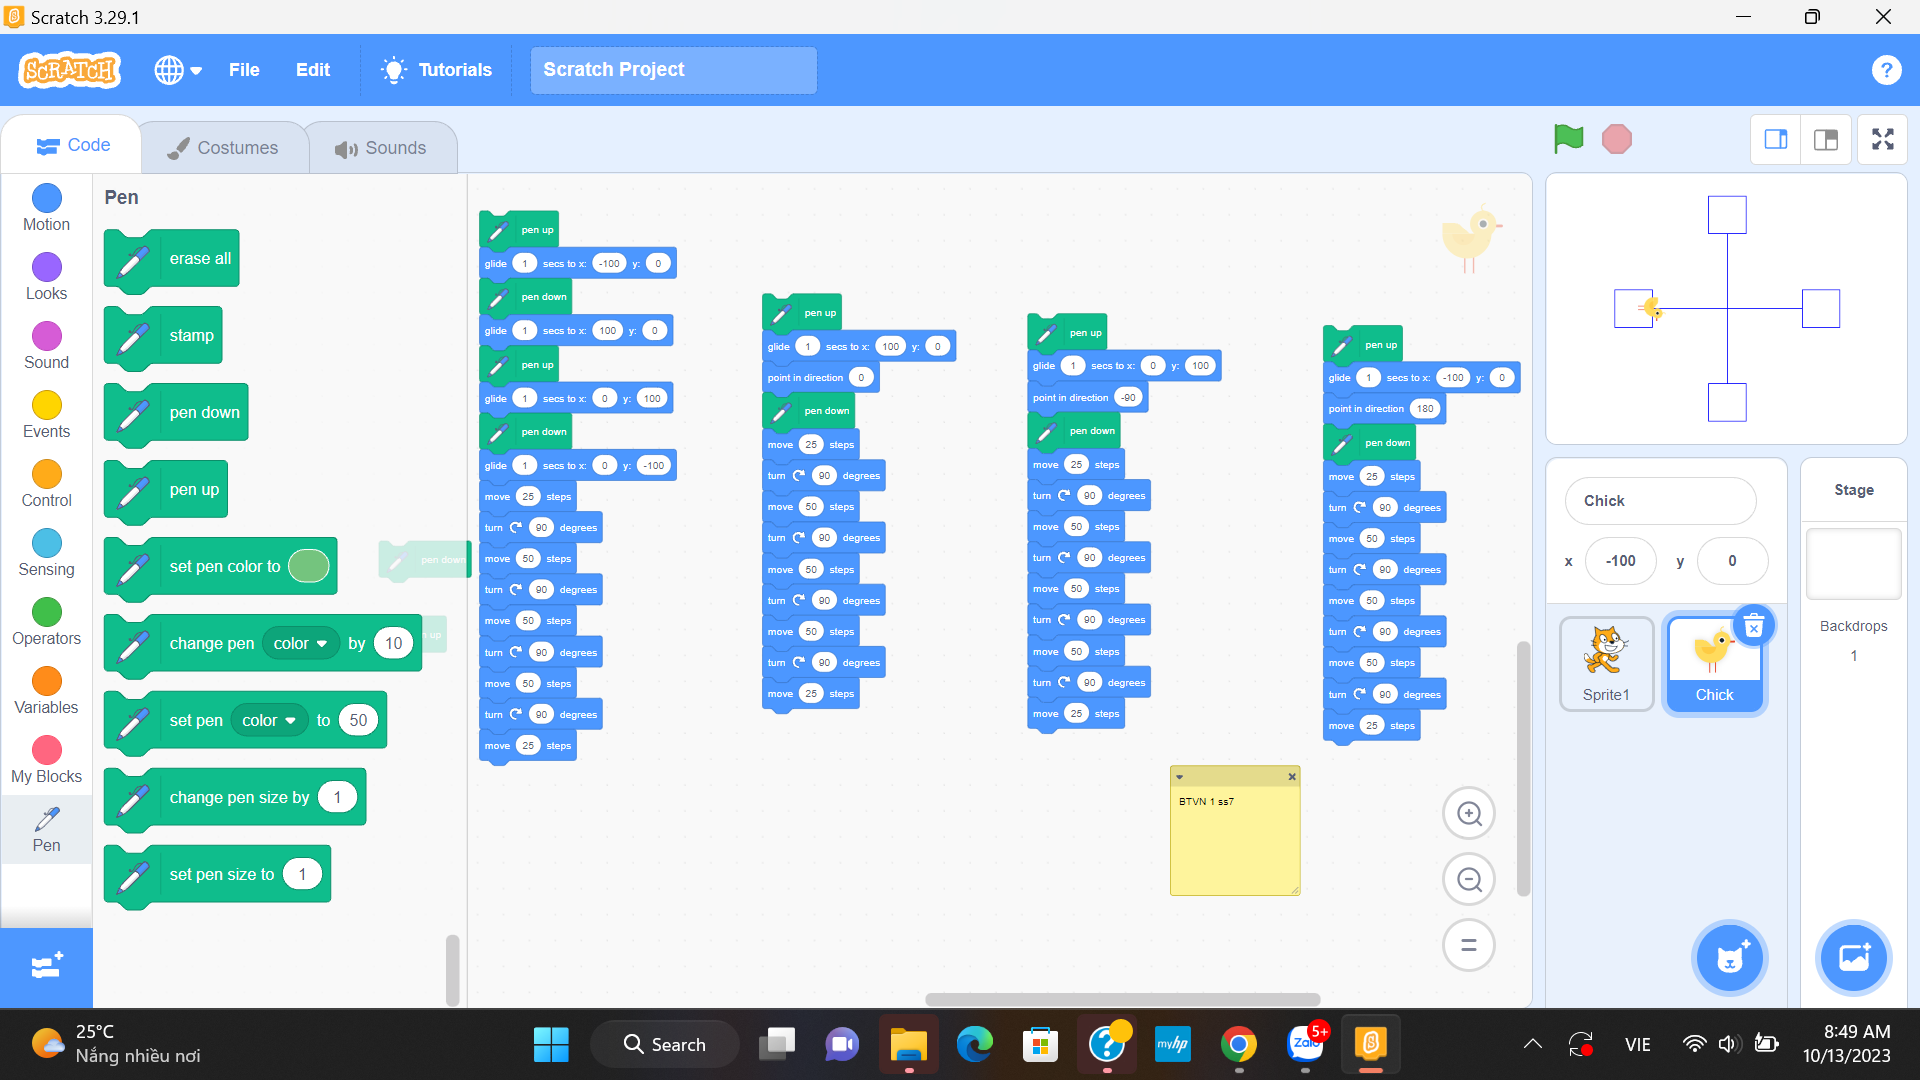 Scratch 3.29.1
SCRATCH
File
Edit
Tutorials
Scratch Project
?
Code
Costumes
Sounds
Motion
Looks
Sound
Events
Control
Sensing
Operators
Variables
My Blocks
Pen
Pen
erase all
stamp
pen down
pen up
set pen color to
change pen color by 10
set pen color to 50
change pen size by 1
set pen size to 1
pen down
up
pen up
glide 1 secs to x: -100 y: 0
pen down
glide 1 secs to x: 100 y: 0
pen up
glide 1 secs to x: 0 y: 100
pen down
glide 1 secs to x: 0 y: -100
move 25 steps
turn 90 degrees
move 50 steps
turn 90 degrees
move 50 steps
turn 90 degrees
move 50 steps
turn 90 degrees
move 25 steps
pen up
glide 1 secs to x: 100 y: 0
point in direction 0
pen down
move 25 steps
turn 90 degrees
move 50 steps
turn 90 degrees
move 50 steps
turn 90 degrees
move 50 steps
turn 90 degrees
move 25 steps
pen up
glide 1 secs to x: 0 y: 100
point in direction -90
pen down
move 25 steps
turn 90 degrees
move 50 steps
turn 90 degrees
move 50 steps
turn 90 degrees
move 50 steps
turn 90 degrees
move 25 steps
pen up
glide 1 secs to x: -100 y: 0
point in direction 180
pen down
move 25 steps
turn 90 degrees
move 50 steps
turn 90 degrees
move 50 steps
turn 90 degrees
move 50 steps
turn 90 degrees
move 25 steps
BTVN 1 ss7
Chick
x -100 y 0
Sprite1
Chick
Stage
Backdrops
1
25°C
Nắng nhiều nơi
Search
myhp
Zalo
5+
VIE
8:49 AM
10/13/2023